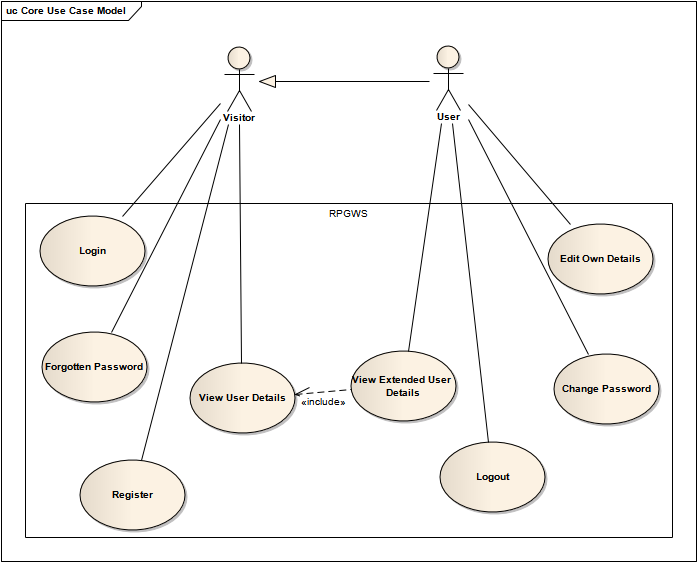 uc Core Use Case Model
Visitor
User
RPGWS
Login
Edit Own Details
Forgotten Password
View User Details
View Extended User
Details
«include»
Change Password
Register
Logout